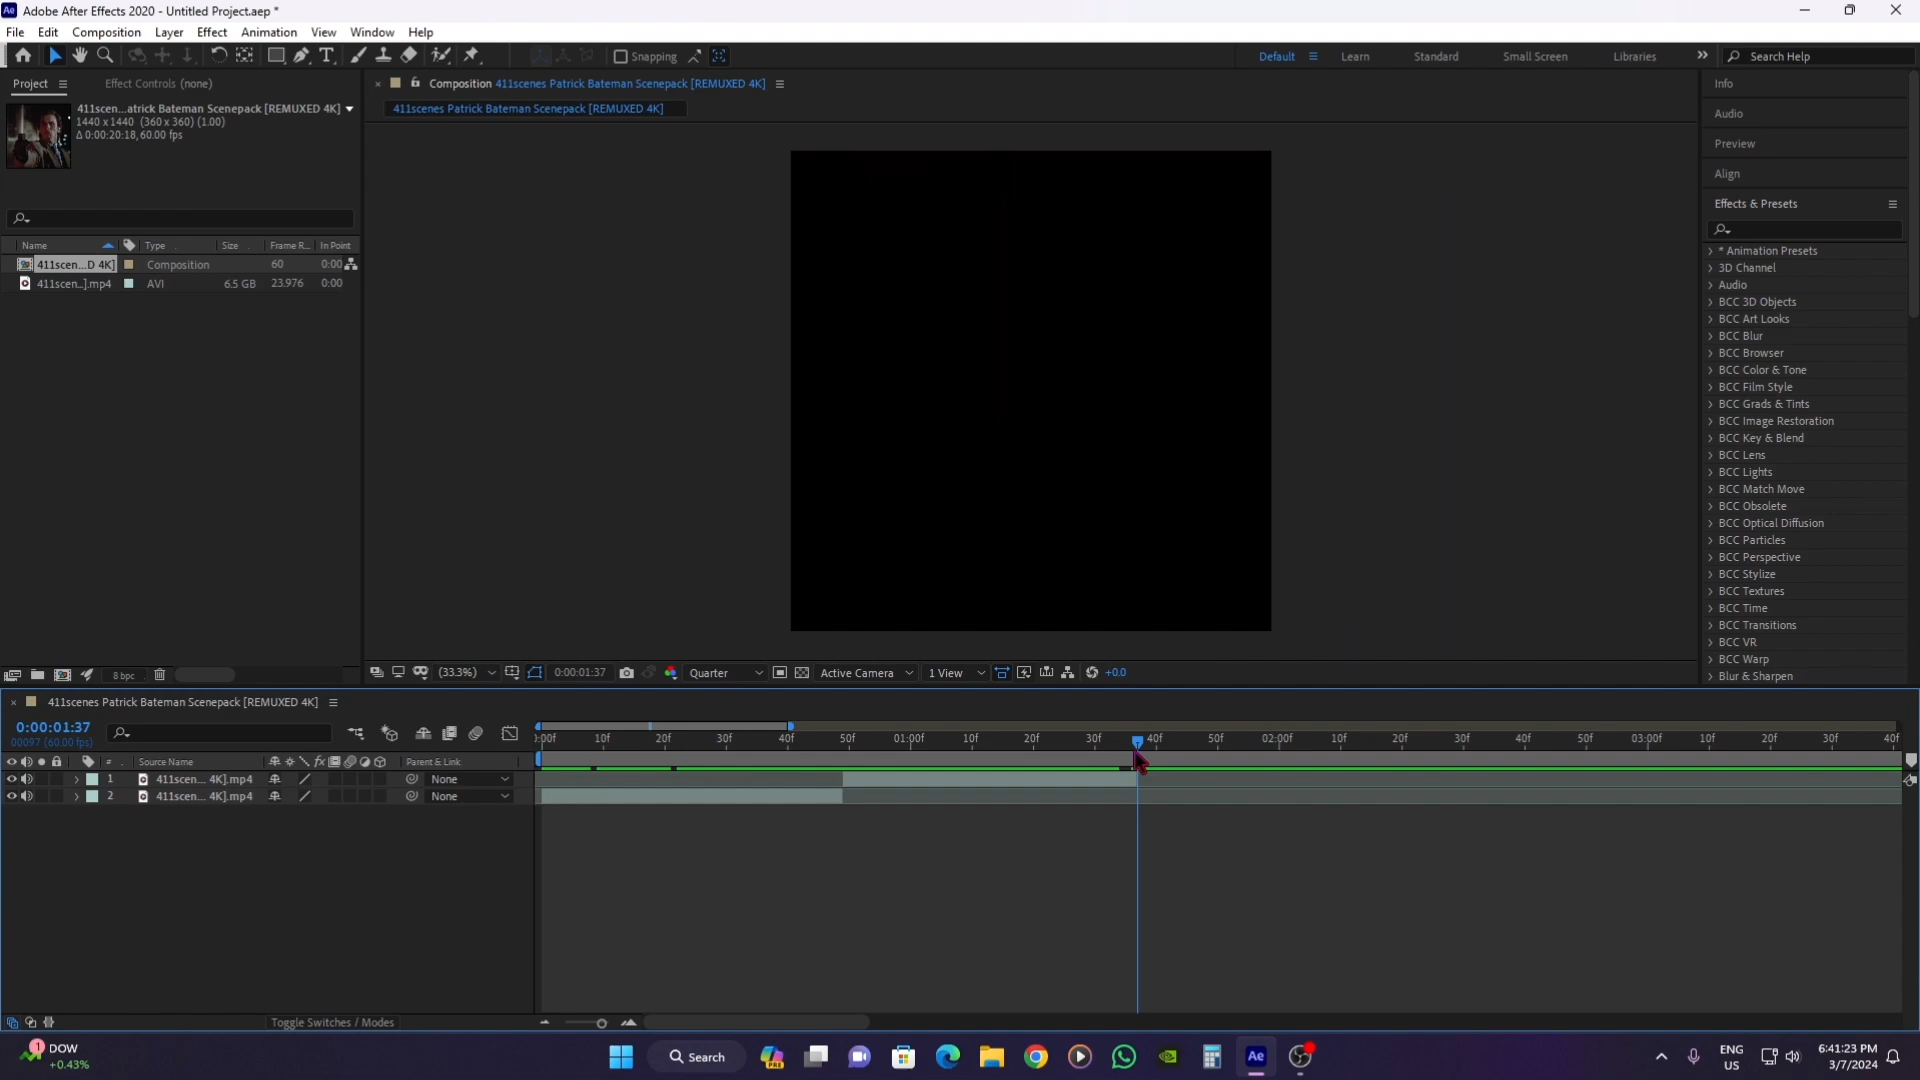 Adobe After Effects 2020 - Untitled Project.aep *
File Edit Composition Layer Effect Animation View Window Help
Snapping
Default Learn Standard Small Screen Libraries Search Help
Project Effect Controls (none)
Composition 411scenes Patrick Bateman Scenepack [REMUXED 4K]
411scenes Patrick Bateman Scenepack [REMUXED 4K]
411scen...atrick Bateman Scenepack [REMUXED 4K]
1440 x 1440 (360 x 360) (1.00)
Δ 0:00:20:18, 60.00 fps
Name Type Size Frame R... In Point
411scen...D 4K] Composition 60 0:00
411scen...].mp4 AVI 6.5 GB 23.976 0:00
8 bpc
(33.3%) 0:00:01:37 Quarter Active Camera 1 View +0.0
Info
Audio
Preview
Align
Effects & Presets
* Animation Presets
3D Channel
Audio
BCC 3D Objects
BCC Art Looks
BCC Blur
BCC Browser
BCC Color & Tone
BCC Film Style
BCC Grads & Tints
BCC Image Restoration
BCC Key & Blend
BCC Lens
BCC Lights
BCC Match Move
BCC Obsolete
BCC Optical Diffusion
BCC Particles
BCC Perspective
BCC Stylize
BCC Textures
BCC Time
BCC Transitions
BCC VR
BCC Warp
Blur & Sharpen
411scenes Patrick Bateman Scenepack [REMUXED 4K]
0:00:01:37
00097 (60.00 fps)
):00f 10f 20f 30f 40f 50f 01:00f 10f 20f 30f 40f 50f 02:00f 10f 20f 30f 40f 50f 03:00f 10f 20f 30f 40f
# Source Name fx Parent & Link
1 411scen... 4K].mp4 None
2 411scen... 4K].mp4 None
Toggle Switches / Modes
1 DOW
+0.43%
Search
PRE
Ae
ENG
US
6:41:23 PM
3/7/2024